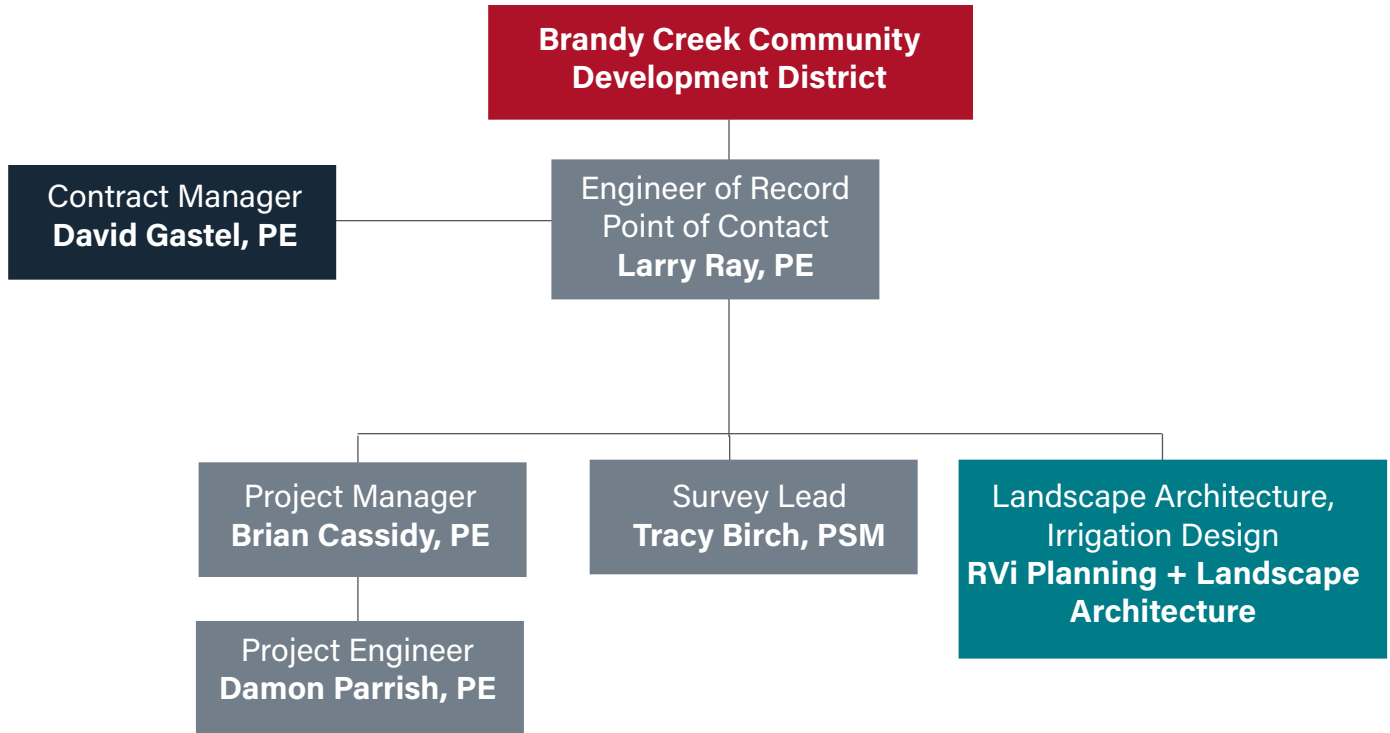 Brandy Creek Community
Development District
Contract Manager
David Gastel, PE
Engineer of Record
Point of Contact
Larry Ray, PE
Project Manager
Brian Cassidy, PE
Survey Lead
Tracy Birch, PSM
Landscape Architecture,
Irrigation Design
RVi Planning + Landscape
Architecture
Project Engineer
Damon Parrish, PE